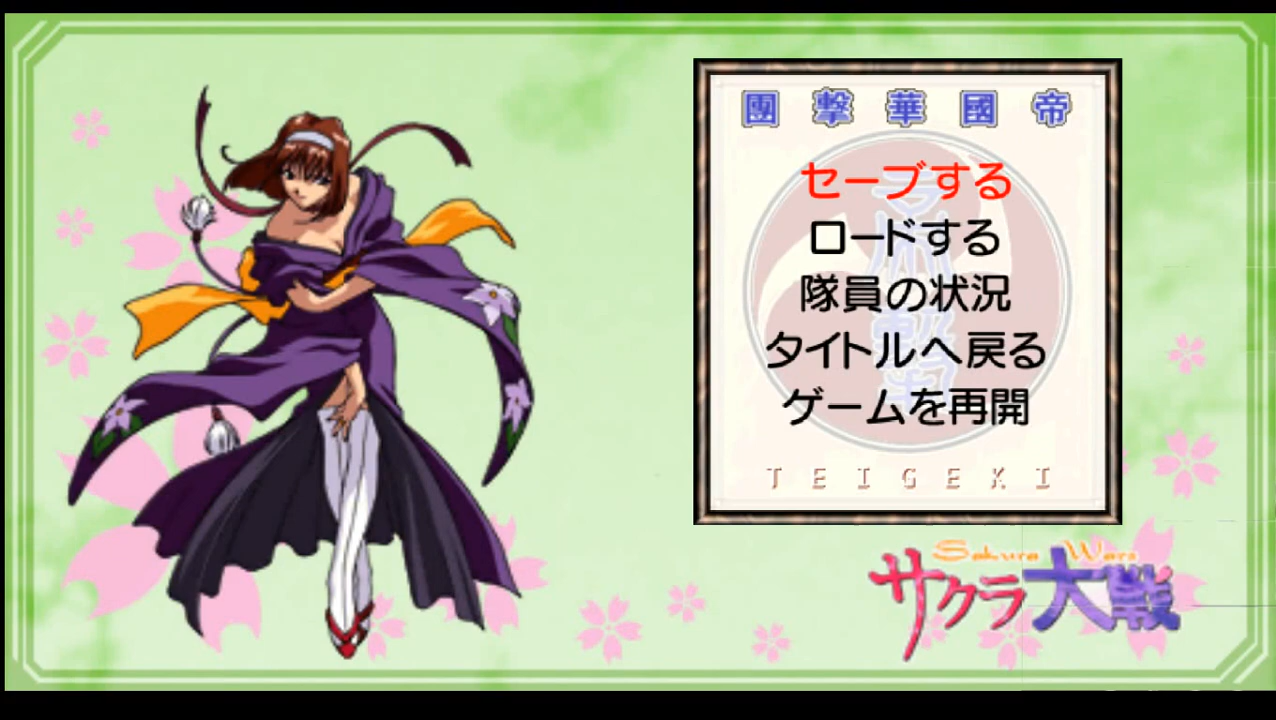 團撃華國帝
セーブする
ロードする
隊員の状況
タイトルへ戻る
ゲームを再開
TEIGEKI
Sakura Wars
サクラ大戦